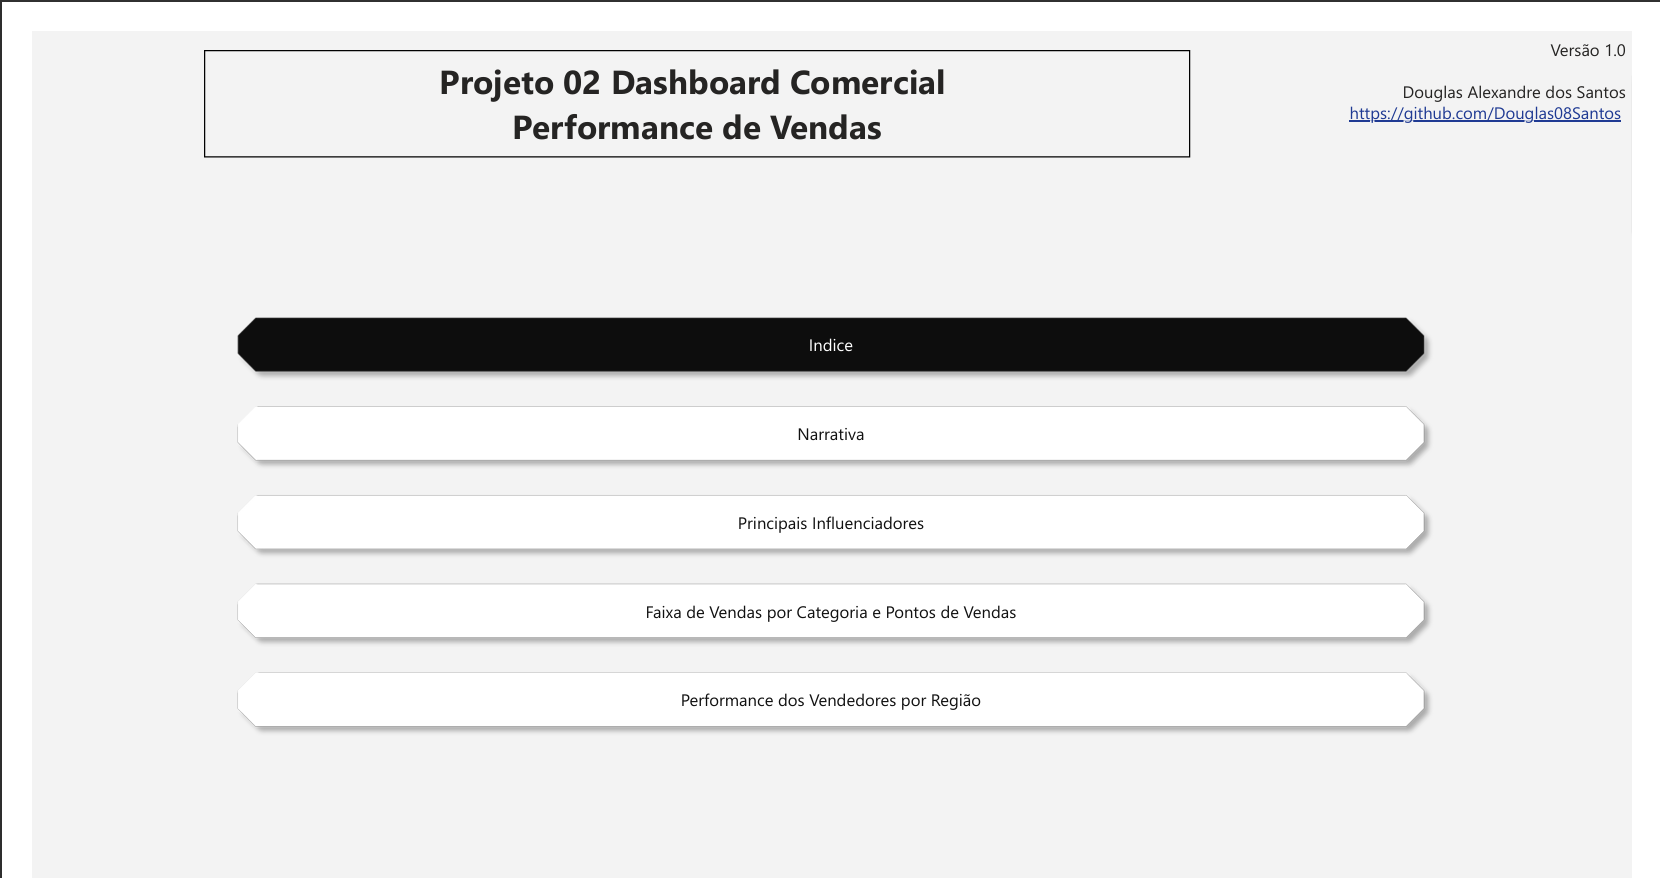 Projeto 02 Dashboard Comercial
Performance de Vendas
Versão 1.0
Douglas Alexandre dos Santos
https://github.com/Douglas08Santos
Indice
Narrativa
Principais Influenciadores
Faixa de Vendas por Categoria e Pontos de Vendas
Performance dos Vendedores por Região